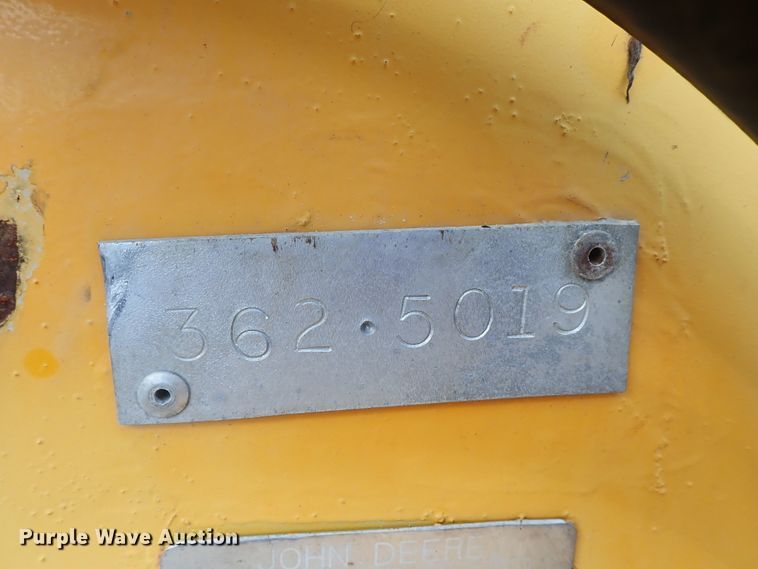 362·5019
JOHN DEERE
Purple Wave Auction